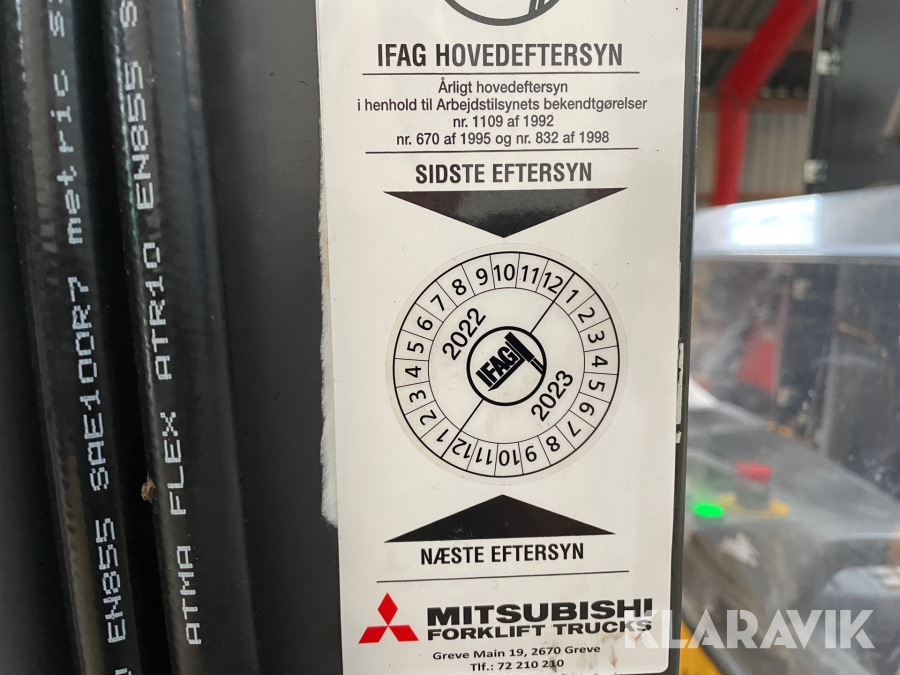 IFAG HOVEDEFTERSYN
Årligt hovedeftersyn
i henhold til Arbejdstilsynets bekendtgørelser
nr. 1109 af 1992
nr. 670 af 1995 og nr. 832 af 1998
SIDSTE EFTERSYN
1 2 3 4 5 6 7 8 9 10 11 12
2022
IFAG
2023
1 2 3 4 5 6 7 8 9 10 11 12
NÆSTE EFTERSYN
MITSUBISHI
FORKLIFT TRUCKS
Greve Main 19, 2670 Greve
Tlf.: 72 210 210
KLARAVIK
EN855 SAE100R7 metric
ATMA FLEX ATR10 EN855